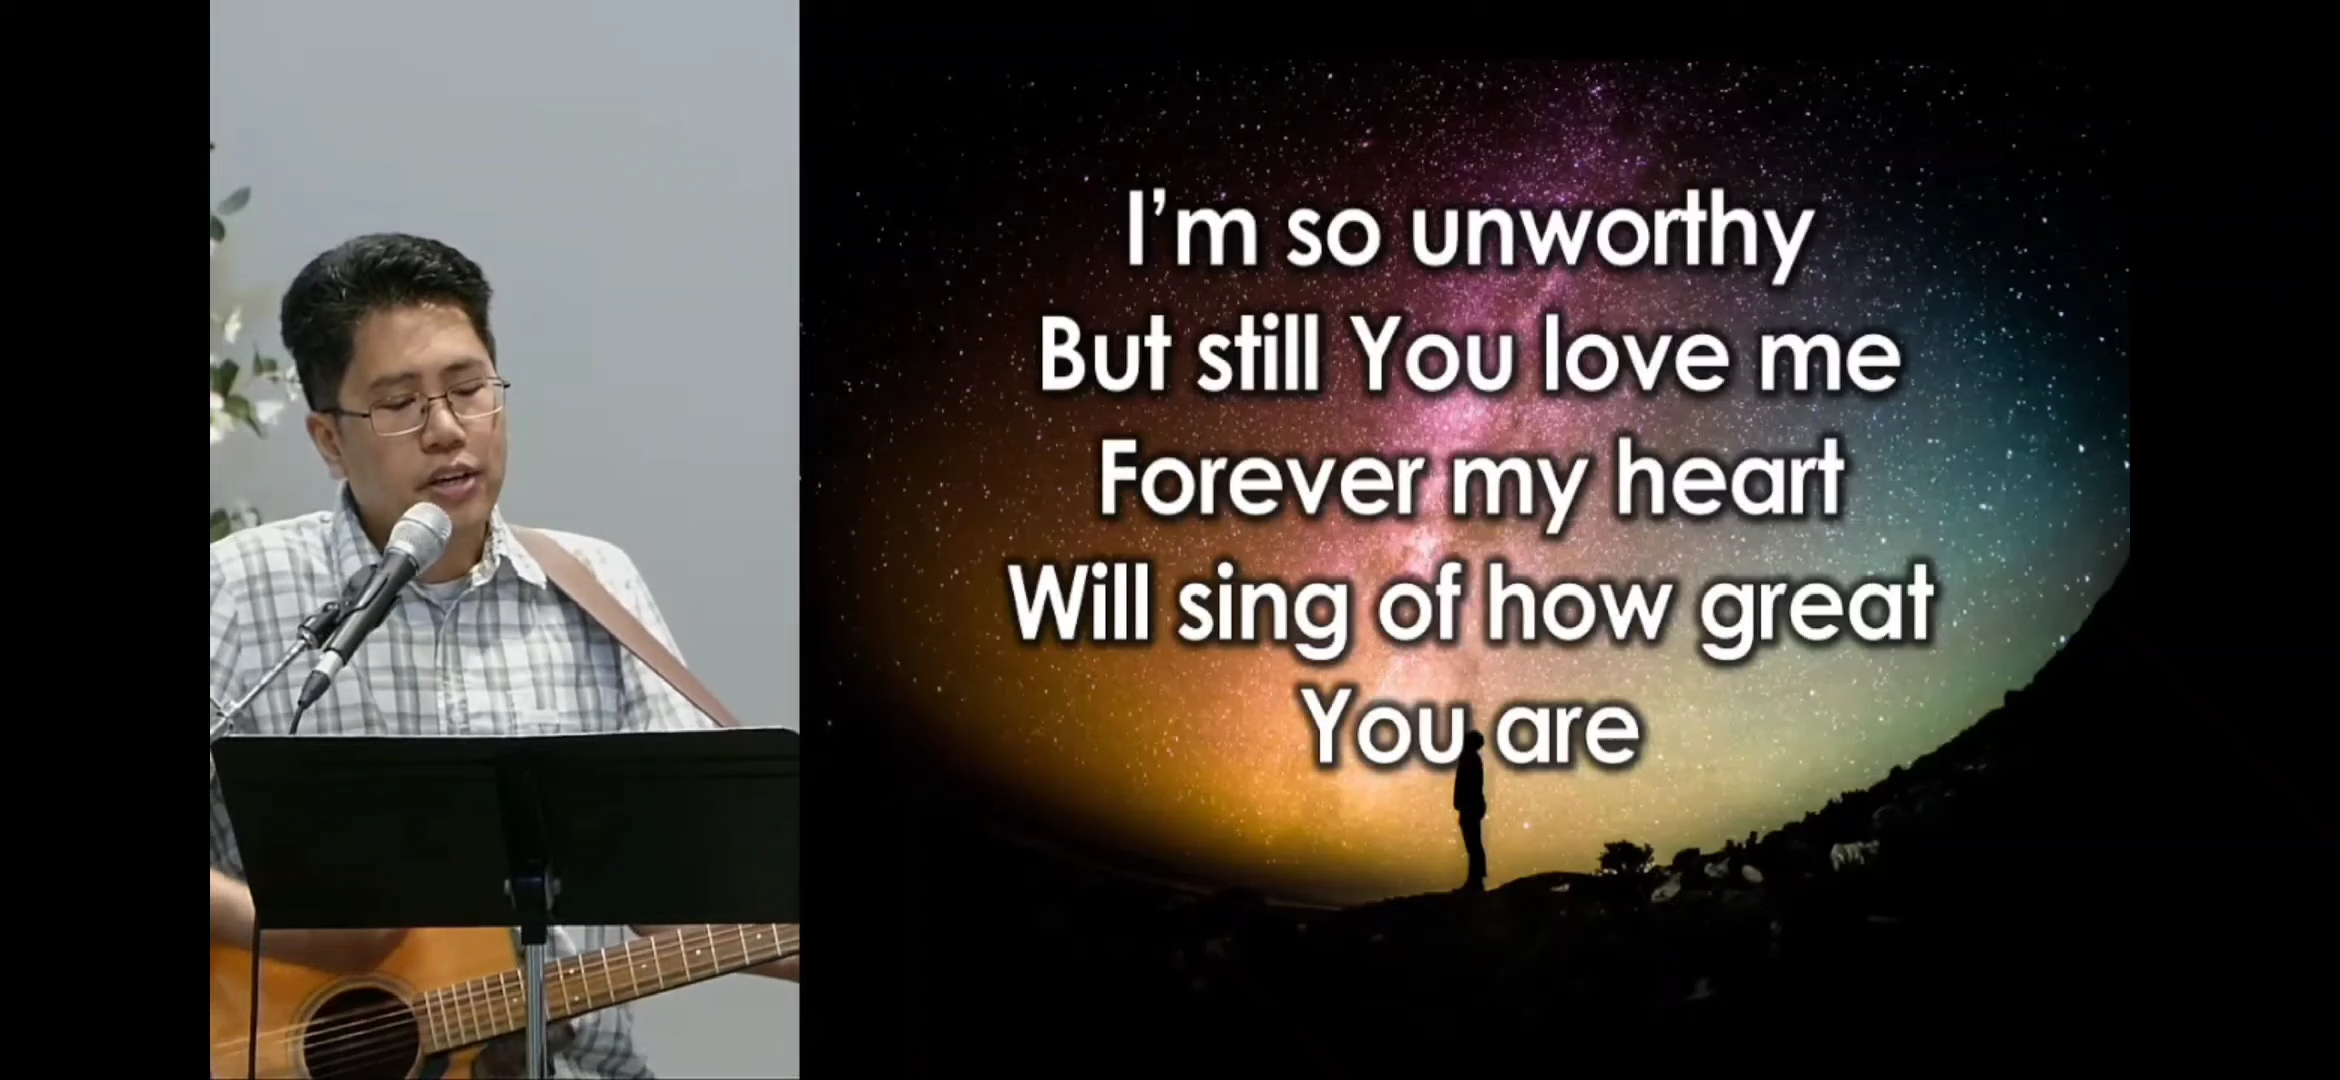 I'm so unworthy
But still You love me
Forever my heart
Will sing of how great
You are